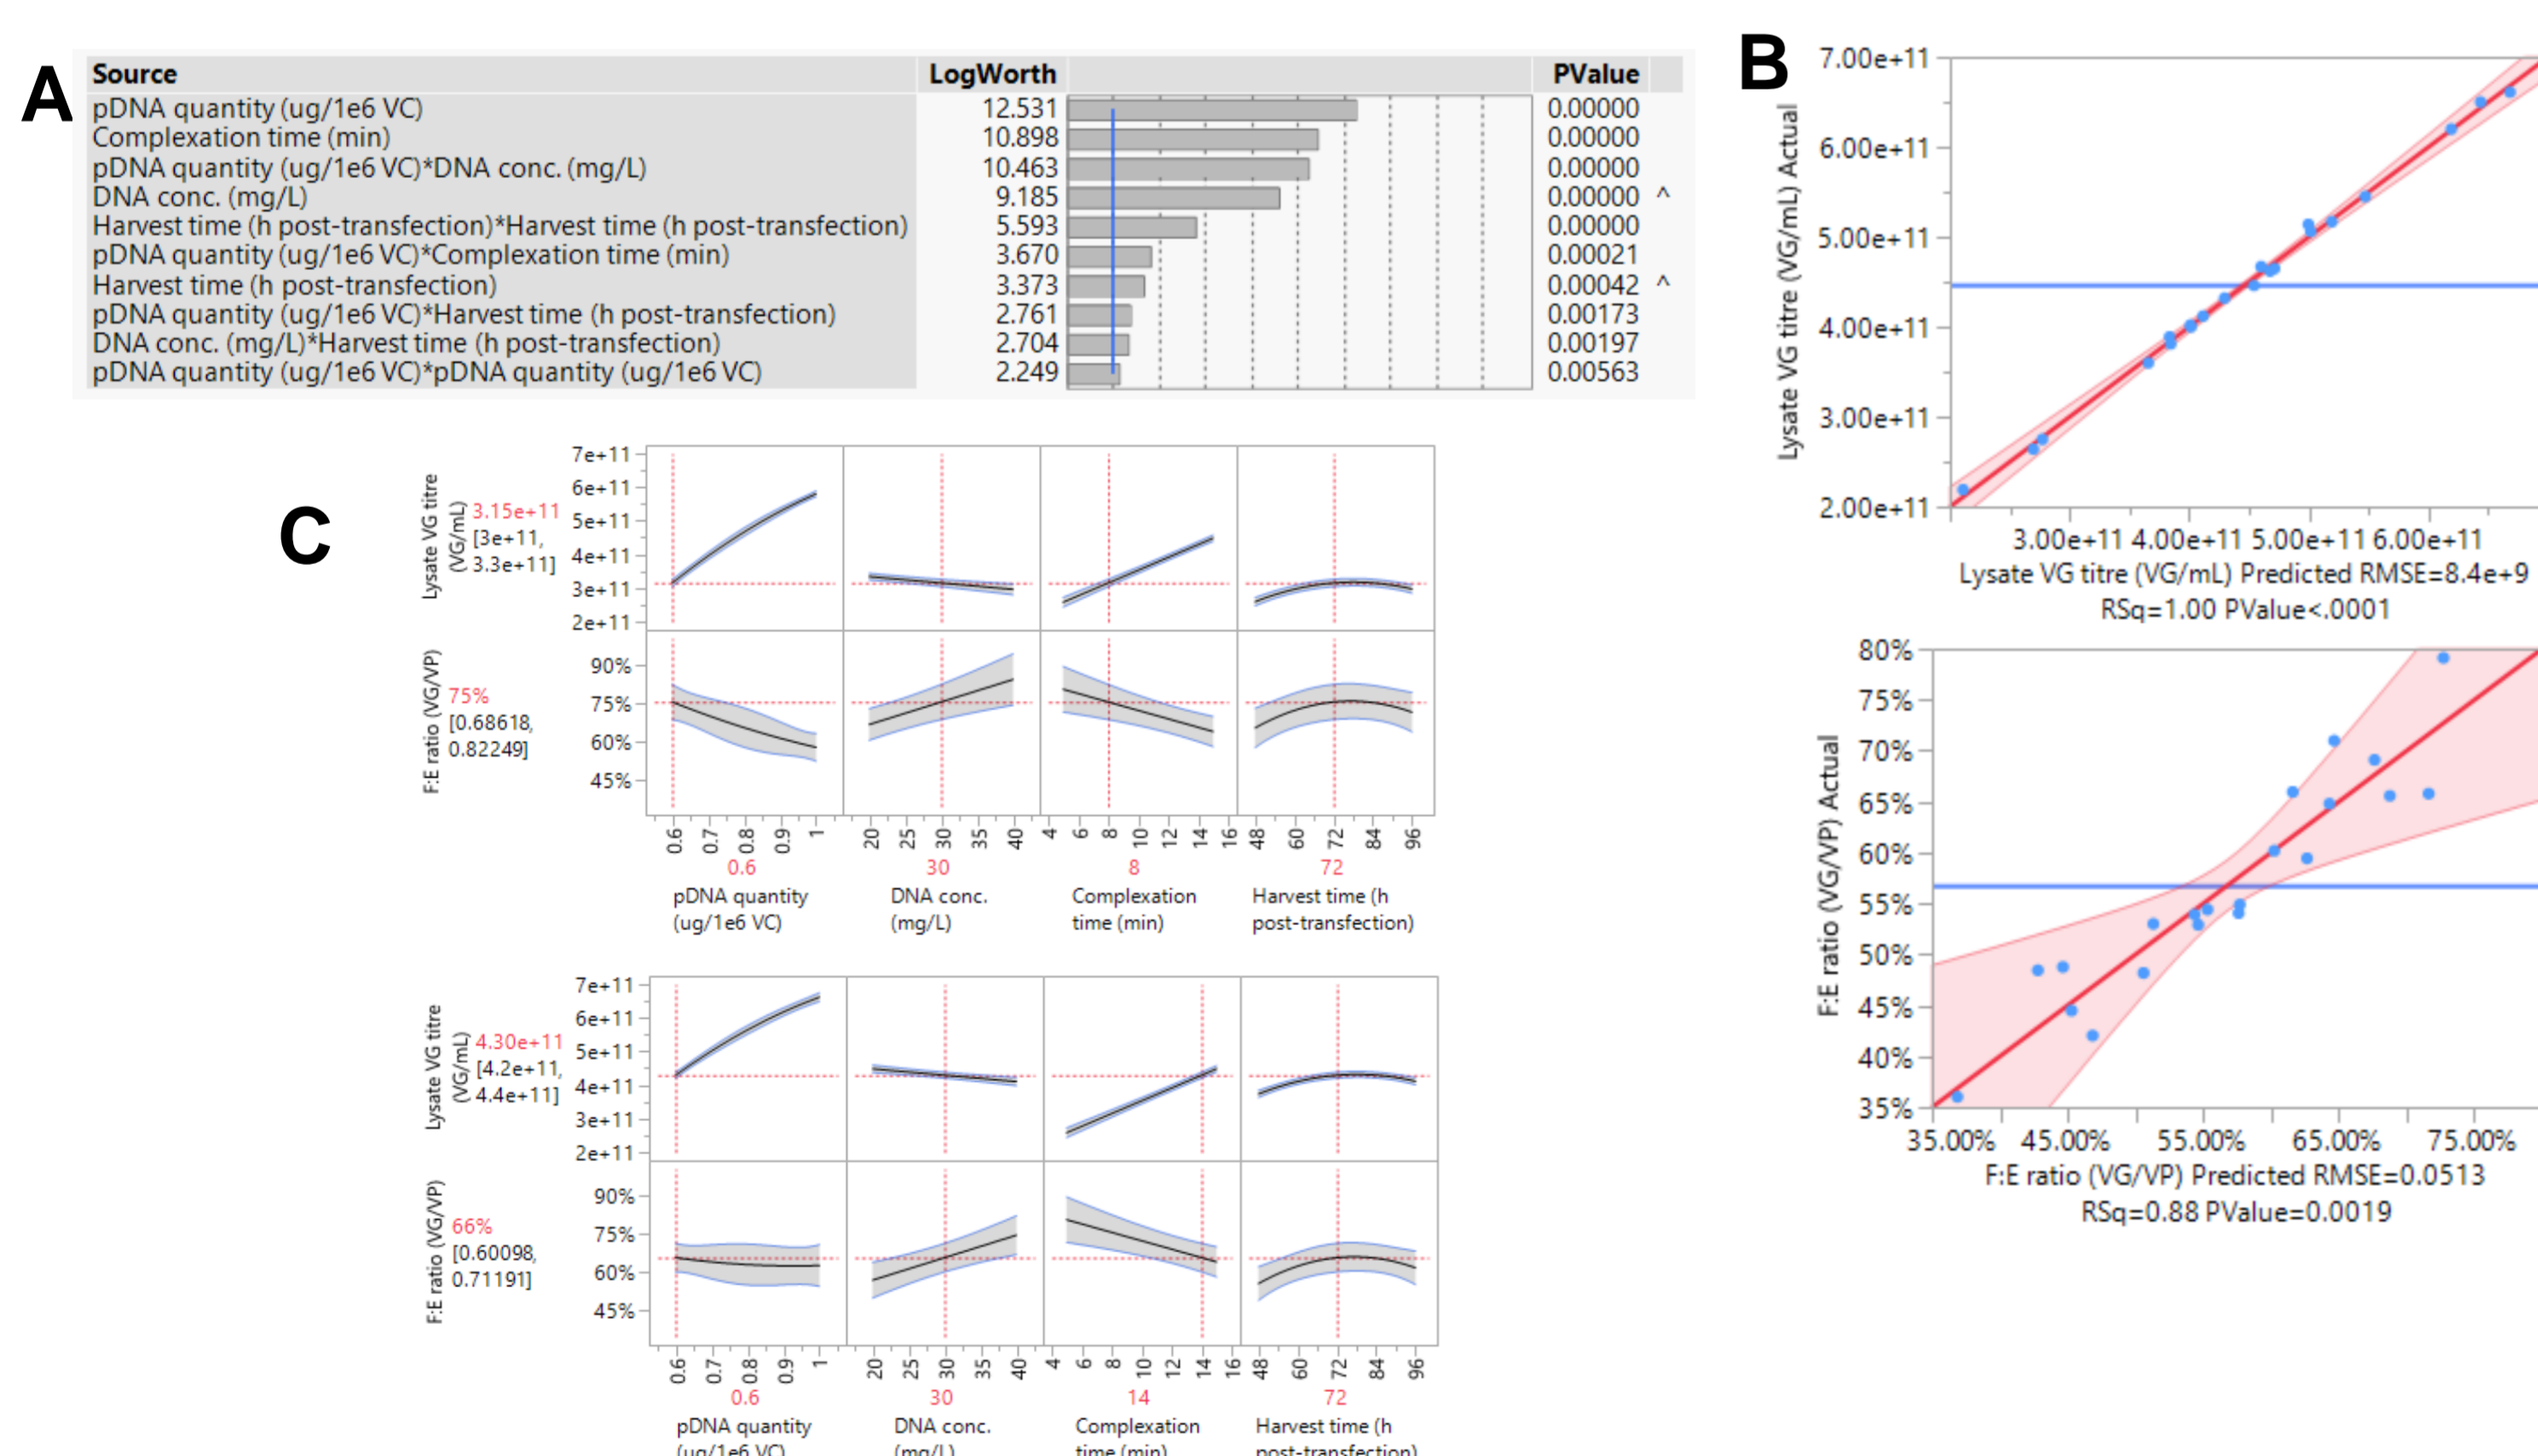 A
Source LogWorth PValue
pDNA quantity (ug/1e6 VC) 12.531 0.00000
Complexation time (min) 10.898 0.00000
pDNA quantity (ug/1e6 VC)*DNA conc. (mg/L) 10.463 0.00000
DNA conc. (mg/L) 9.185 0.00000 ^
Harvest time (h post-transfection)*Harvest time (h post-transfection) 5.593 0.00000
pDNA quantity (ug/1e6 VC)*Complexation time (min) 3.670 0.00021
Harvest time (h post-transfection) 3.373 0.00042 ^
pDNA quantity (ug/1e6 VC)*Harvest time (h post-transfection) 2.761 0.00173
DNA conc. (mg/L)*Harvest time (h post-transfection) 2.704 0.00197
pDNA quantity (ug/1e6 VC)*pDNA quantity (ug/1e6 VC) 2.249 0.00563
B
Lysate VG titre (VG/mL) Actual
7.00e+11
6.00e+11
5.00e+11
4.00e+11
3.00e+11
2.00e+11
3.00e+11 4.00e+11 5.00e+11 6.00e+11
Lysate VG titre (VG/mL) Predicted RMSE=8.4e+9
RSq=1.00 PValue<.0001
F:E ratio (VG/VP) Actual
80%
75%
70%
65%
60%
55%
50%
45%
40%
35%
35.00% 45.00% 55.00% 65.00% 75.00%
F:E ratio (VG/VP) Predicted RMSE=0.0513
RSq=0.88 PValue=0.0019
C
Lysate VG titre
(VG/mL)
3.15e+11
[3e+11,
3.3e+11]
7e+11
6e+11
5e+11
4e+11
3e+11
2e+11
F:E ratio (VG/VP)
75%
[0.68618,
0.82249]
90%
75%
60%
45%
0.6 0.7 0.8 0.9 1 20 25 30 35 40 4 6 8 10 12 14 16 48 60 72 84 96
0.6 30 8 72
pDNA quantity DNA conc. Complexation Harvest time (h
(ug/1e6 VC) (mg/L) time (min) post-transfection)
Lysate VG titre
(VG/mL)
4.30e+11
[4.2e+11,
4.4e+11]
7e+11
6e+11
5e+11
4e+11
3e+11
2e+11
F:E ratio (VG/VP)
66%
[0.60098,
0.71191]
90%
75%
60%
45%
0.6 0.7 0.8 0.9 1 20 25 30 35 40 4 6 8 10 12 14 16 48 60 72 84 96
0.6 30 14 72
pDNA quantity DNA conc. Complexation Harvest time (h
(ug/1e6 VC) (mg/L) time (min) post-transfection)